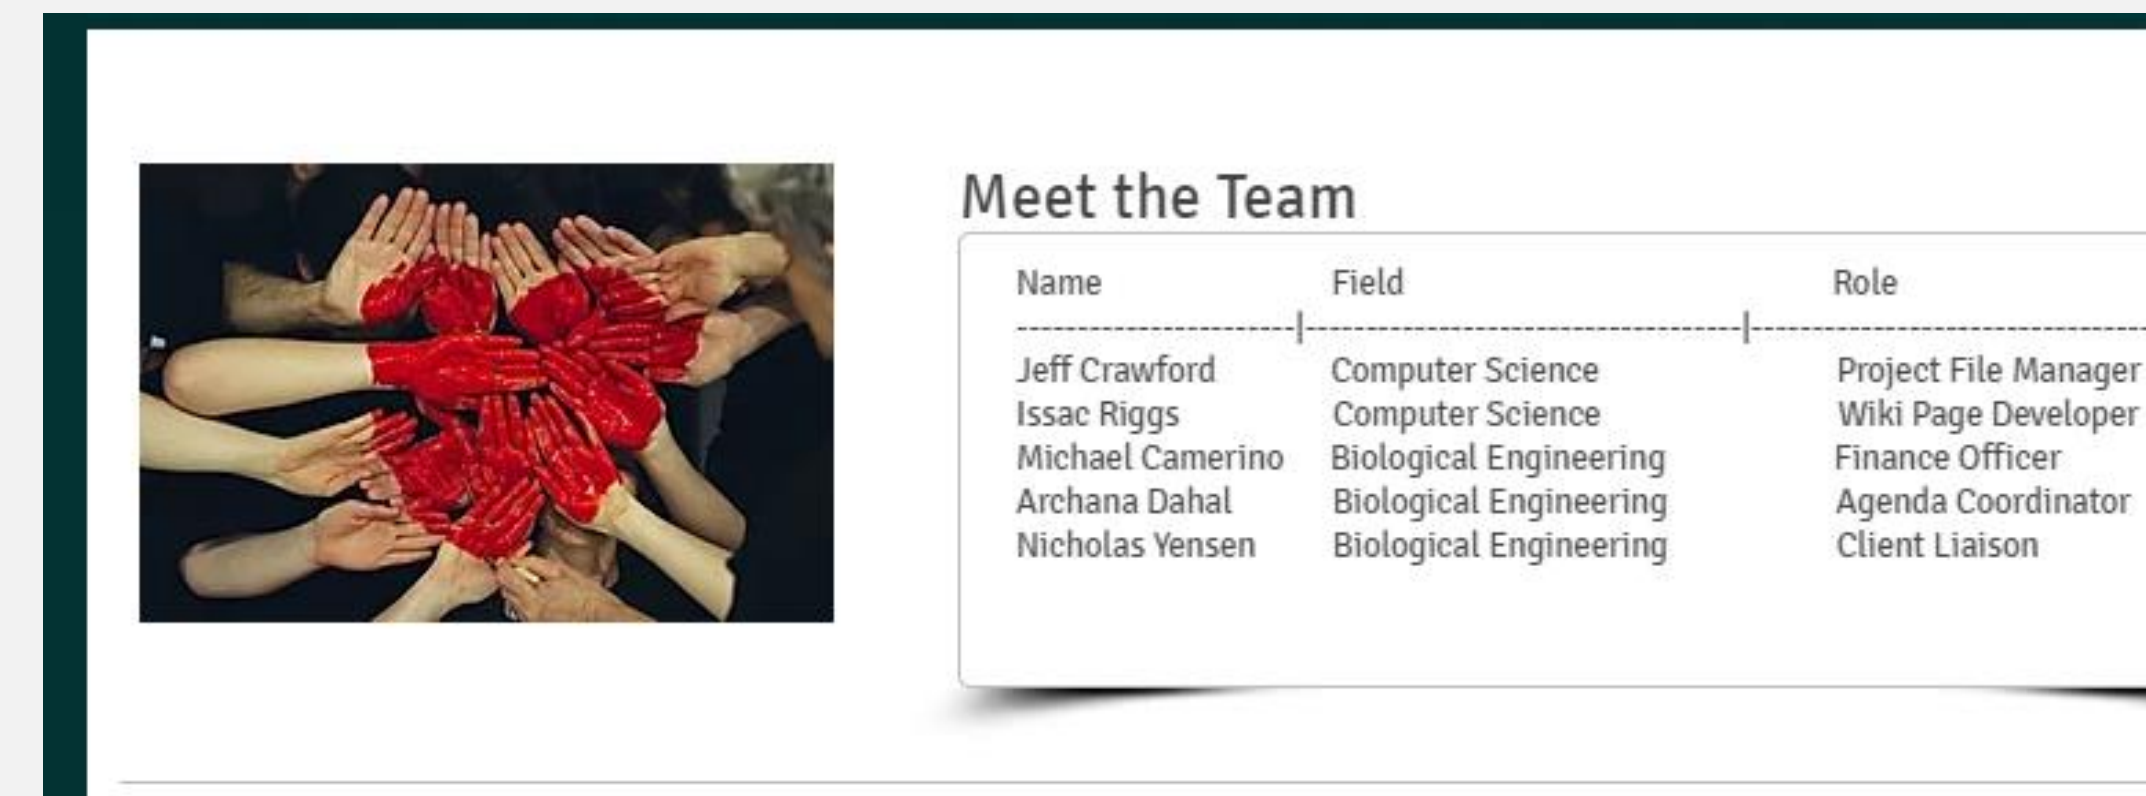 Meet the Team
Name Field Role
-----------------------|------------------------------------|---------------------------------
Jeff Crawford Computer Science Project File Manager
Issac Riggs Computer Science Wiki Page Developer
Michael Camerino Biological Engineering Finance Officer
Archana Dahal Biological Engineering Agenda Coordinator
Nicholas Yensen Biological Engineering Client Liaison